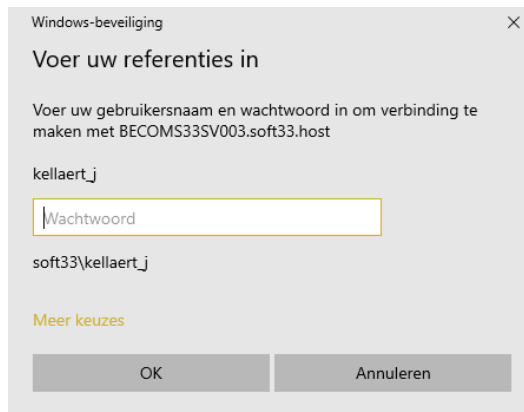 Windows-beveiliging
Voer uw referenties in
Voer uw gebruikersnaam en wachtwoord in om verbinding te
maken met BECOMS33SV003.soft33.host
kellaert_j
Wachtwoord
soft33\kellaert_j
Meer keuzes
OK
Annuleren